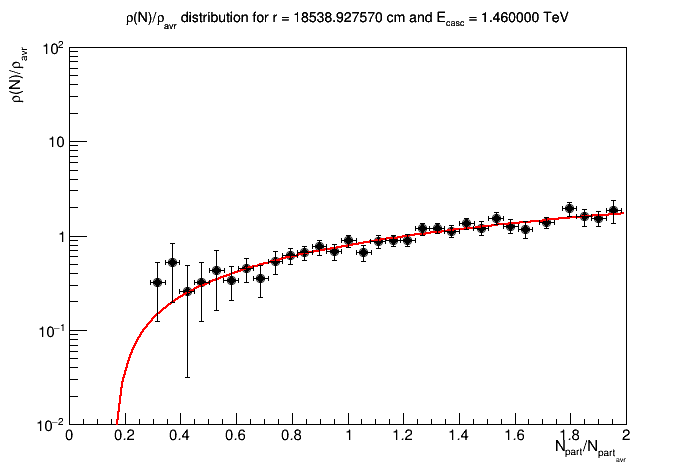 ρ(N)/ρavr distribution for r = 18538.927570 cm and Ecasc = 1.460000 TeV
ρ(N)/ρavr
10²
10
1
10⁻¹
10⁻²
0 0.2 0.4 0.6 0.8 1 1.2 1.4 1.6 1.8 2
Npart/Npartavr